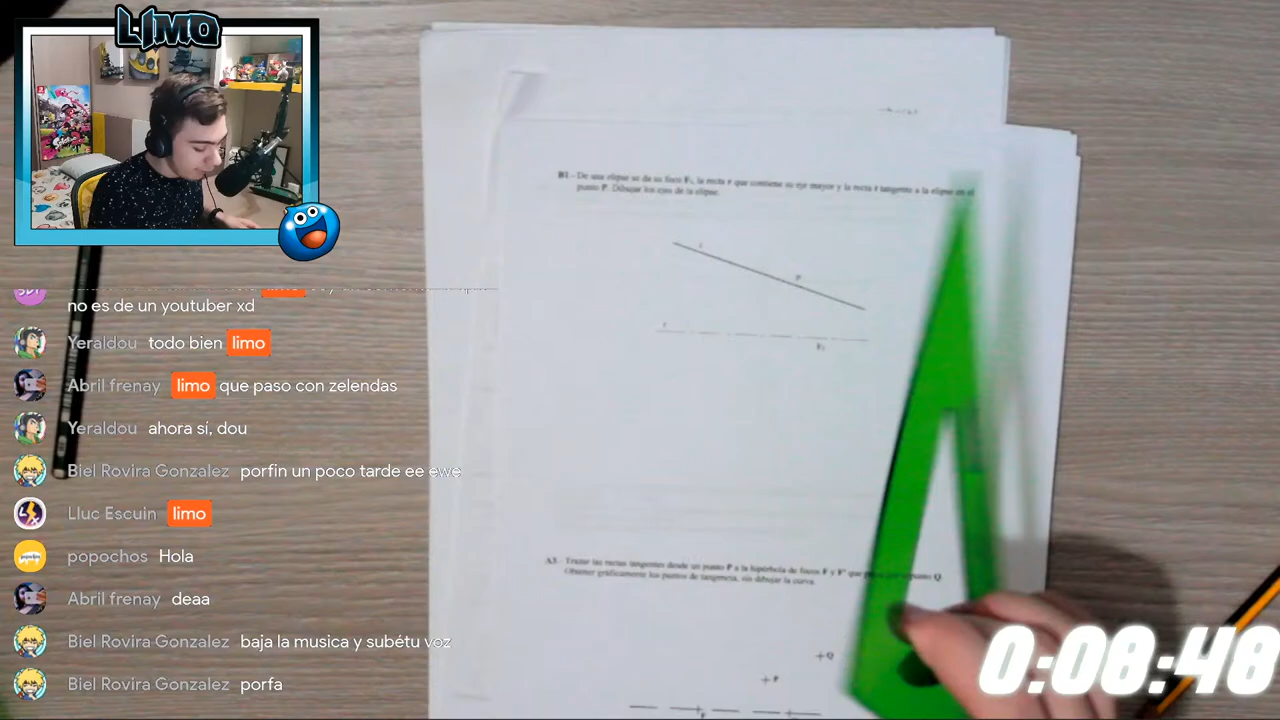 LIMO
no es de un youtuber xd
Yeraldou todo bien limo
Abril frenay limo que paso con zelendas
Yeraldou ahora sí, dou
Biel Rovira Gonzalez porfin un poco tarde ee ewe
Lluc Escuin limo
popochos Hola
Abril frenay deaa
Biel Rovira Gonzalez baja la musica y subétu voz
Biel Rovira Gonzalez porfa
B1.- De una elipse se da su foco F₁, la recta r que contiene su eje mayor y la recta t tangente a la elipse en el
punto P. Dibujar los ejes de la elipse.
t
P
r
F₁
A3 Trazar las rectas tangentes desde un punto P a la hipérbola de focos F y F' que punto Q.
Obtener gráficamente los puntos de tangencia, sin dibujar la curva.
+Q
+P
F
0:08:48